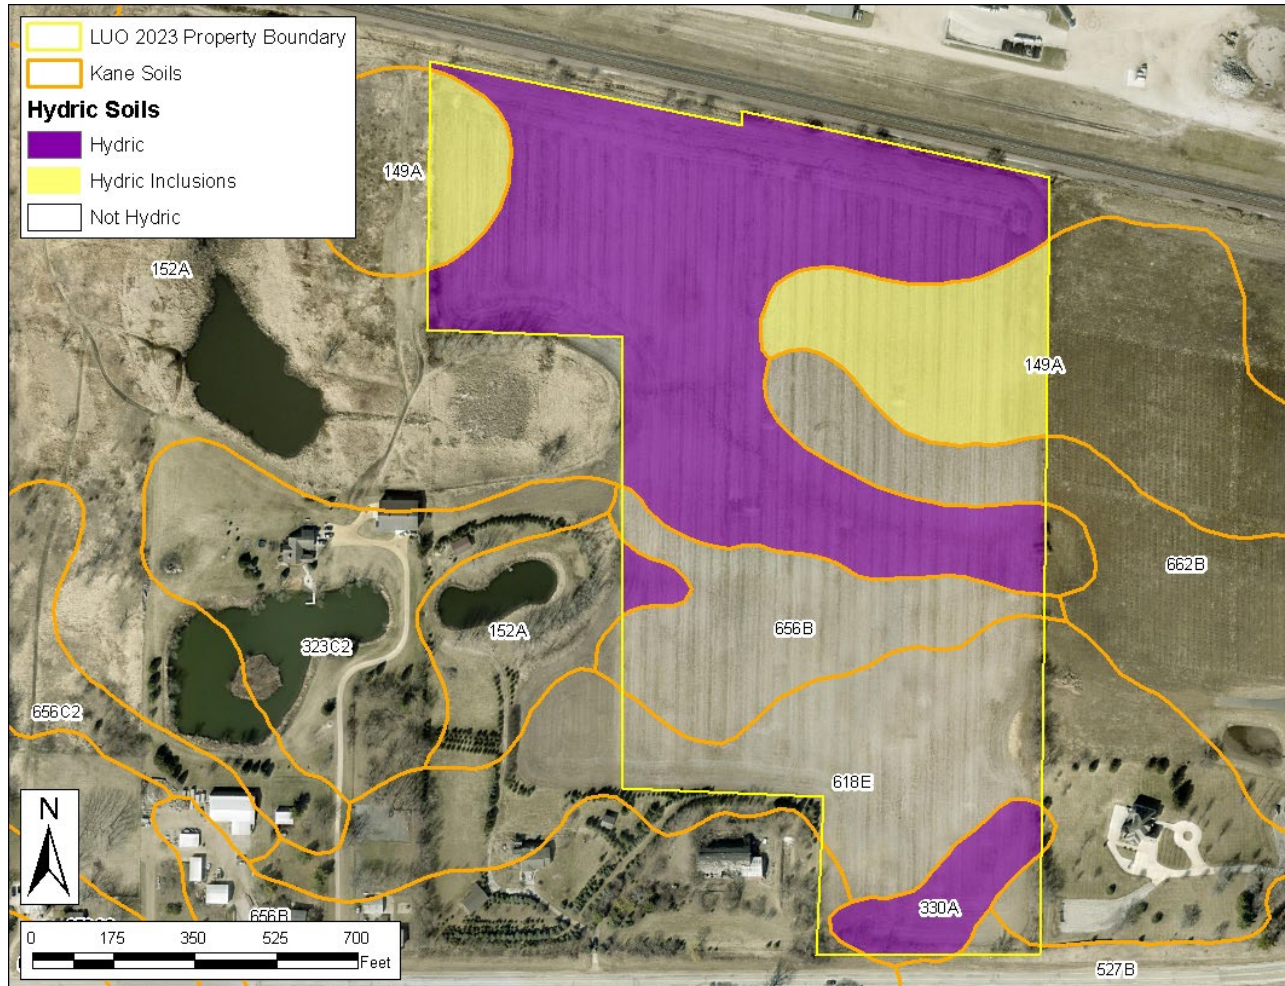 LUO 2023 Property Boundary
Kane Soils
Hydric Soils
Hydric
Hydric Inclusions
Not Hydric
149A
152A
149A
662B
656B
152A
323C2
656C2
618E
330A
656B
527B
N
0 175 350 525 700
Feet